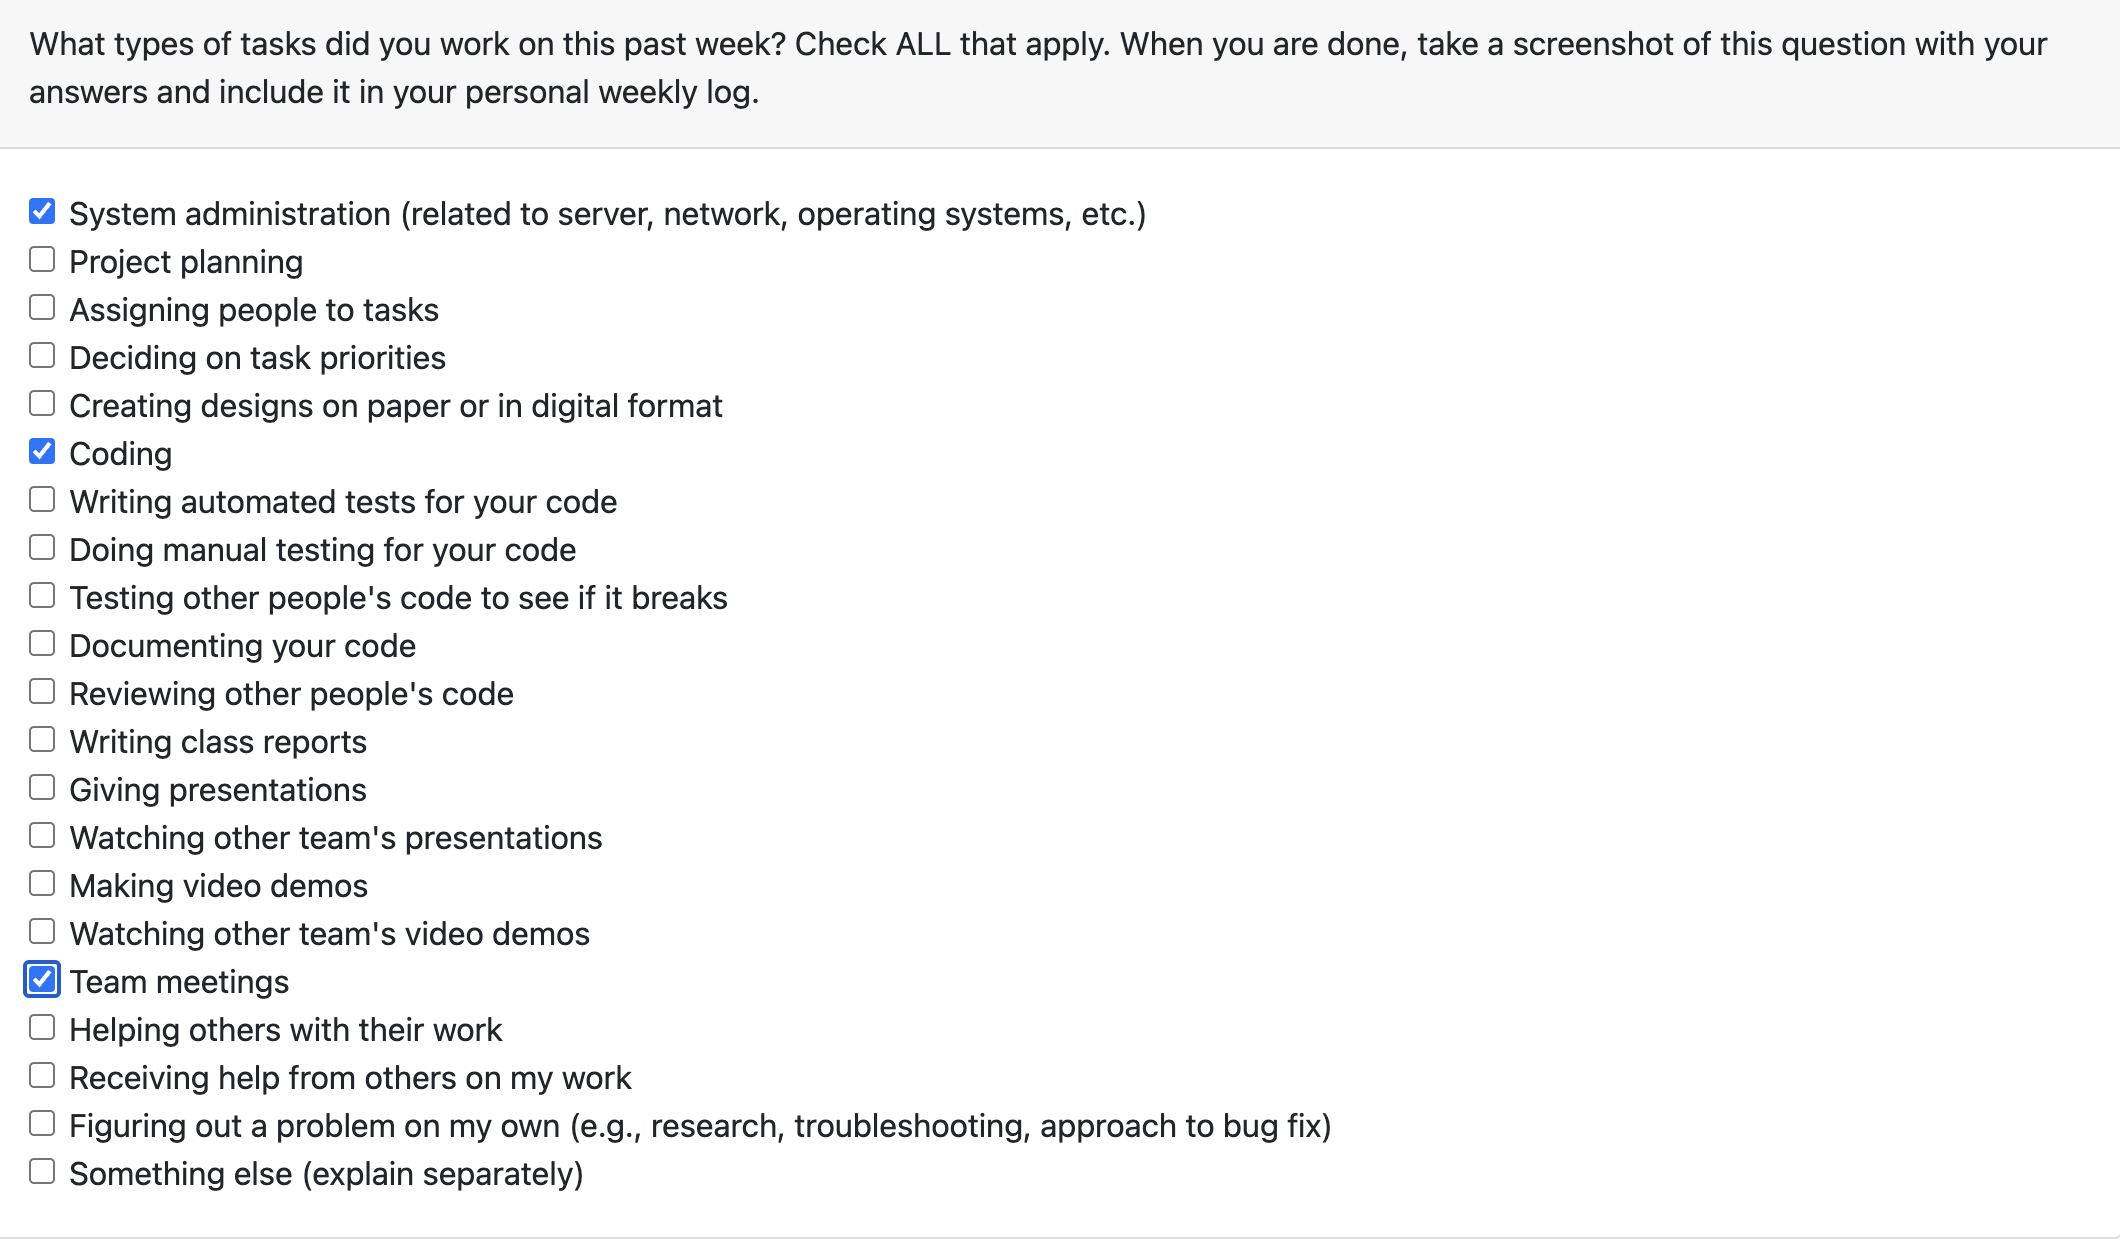 What types of tasks did you work on this past week? Check ALL that apply. When you are done, take a screenshot of this question with your
answers and include it in your personal weekly log.
System administration (related to server, network, operating systems, etc.)
Project planning
Assigning people to tasks
Deciding on task priorities
Creating designs on paper or in digital format
Coding
Writing automated tests for your code
Doing manual testing for your code
Testing other people's code to see if it breaks
Documenting your code
Reviewing other people's code
Writing class reports
Giving presentations
Watching other team's presentations
Making video demos
Watching other team's video demos
Team meetings
Helping others with their work
Receiving help from others on my work
Figuring out a problem on my own (e.g., research, troubleshooting, approach to bug fix)
Something else (explain separately)